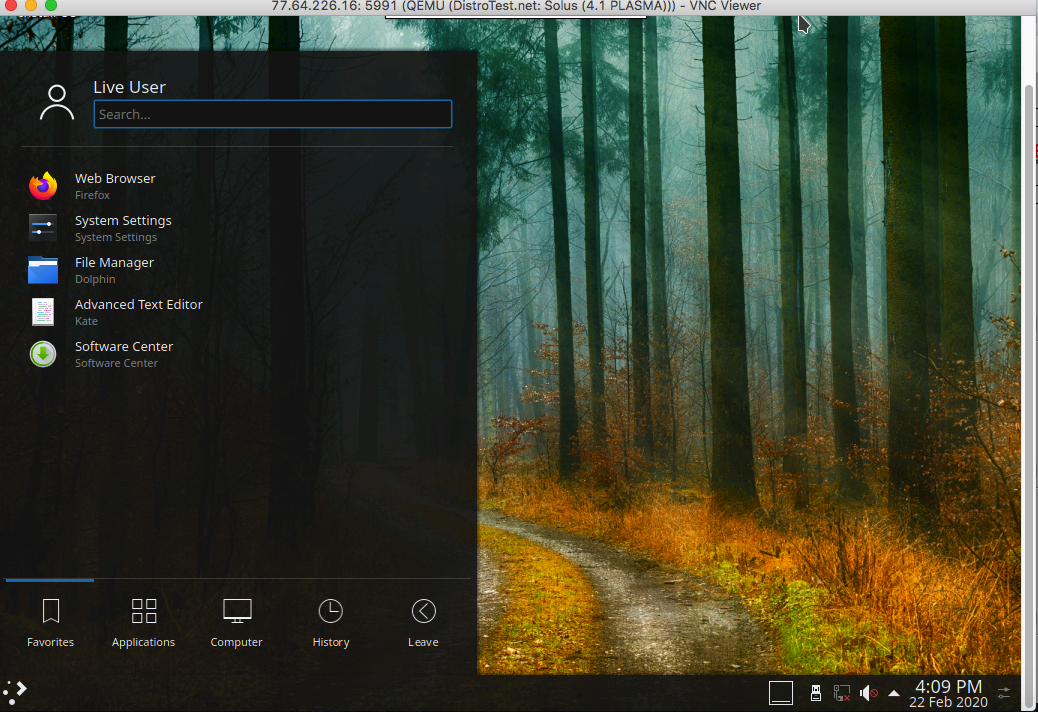 77.64.226.16: 5991 (QEMU (DistroTest.net: Solus (4.1 PLASMA))) - VNC Viewer
Live User
Search...
Web Browser
Firefox
System Settings
System Settings
File Manager
Dolphin
Advanced Text Editor
Kate
Software Center
Software Center
Favorites
Applications
Computer
History
Leave
4:09 PM
22 Feb 2020